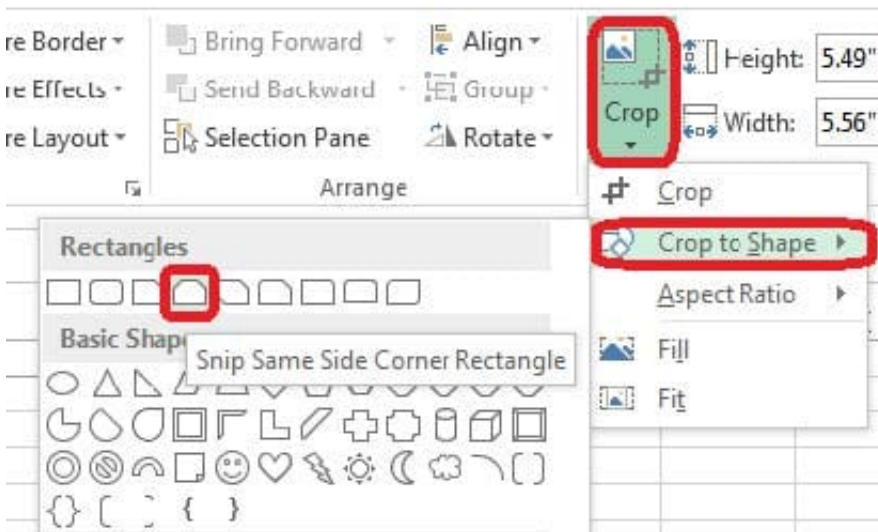 re Border
Bring Forward
Align
Crop
Height: 5.49"
re Effects
Send Backward
Group
Width: 5.56"
re Layout
Selection Pane
Rotate
Arrange
Crop
Crop to Shape
Aspect Ratio
Fill
Fit
Rectangles
Basic Shap
Snip Same Side Corner Rectangle